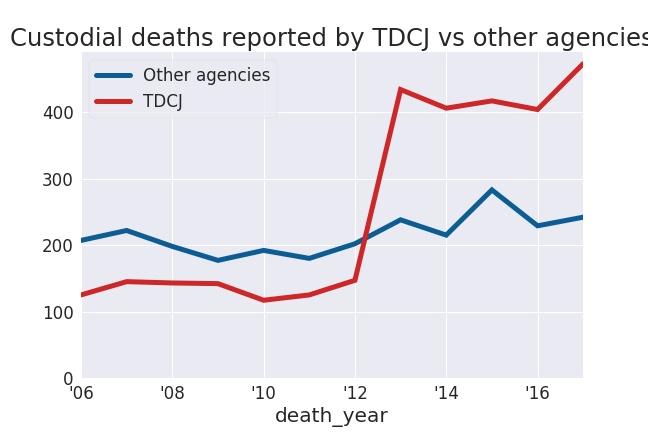 Custodial deaths reported by TDCJ vs other agencies
Other agencies
TDCJ
400
300
200
100
0
'06 '08 '10 '12 '14 '16
death_year